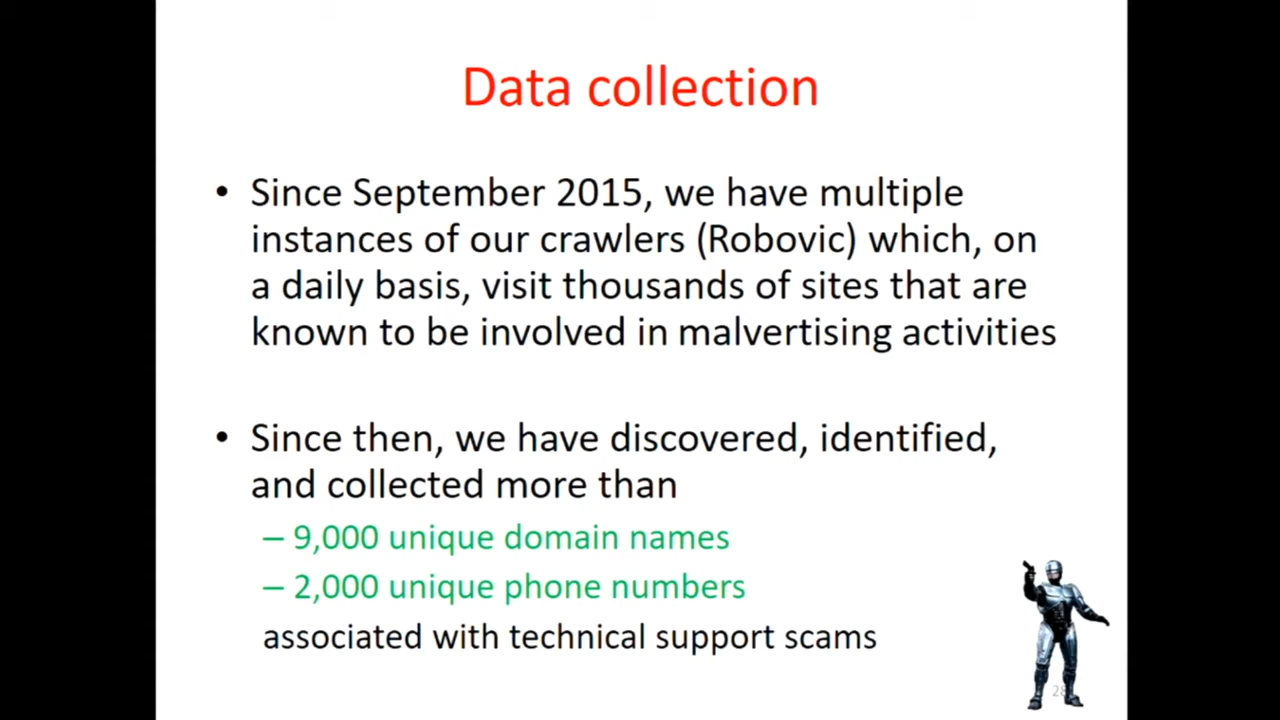 Data collection
• Since September 2015, we have multiple
instances of our crawlers (Robovic) which, on
a daily basis, visit thousands of sites that are
known to be involved in malvertising activities
• Since then, we have discovered, identified,
and collected more than
– 9,000 unique domain names
– 2,000 unique phone numbers
associated with technical support scams